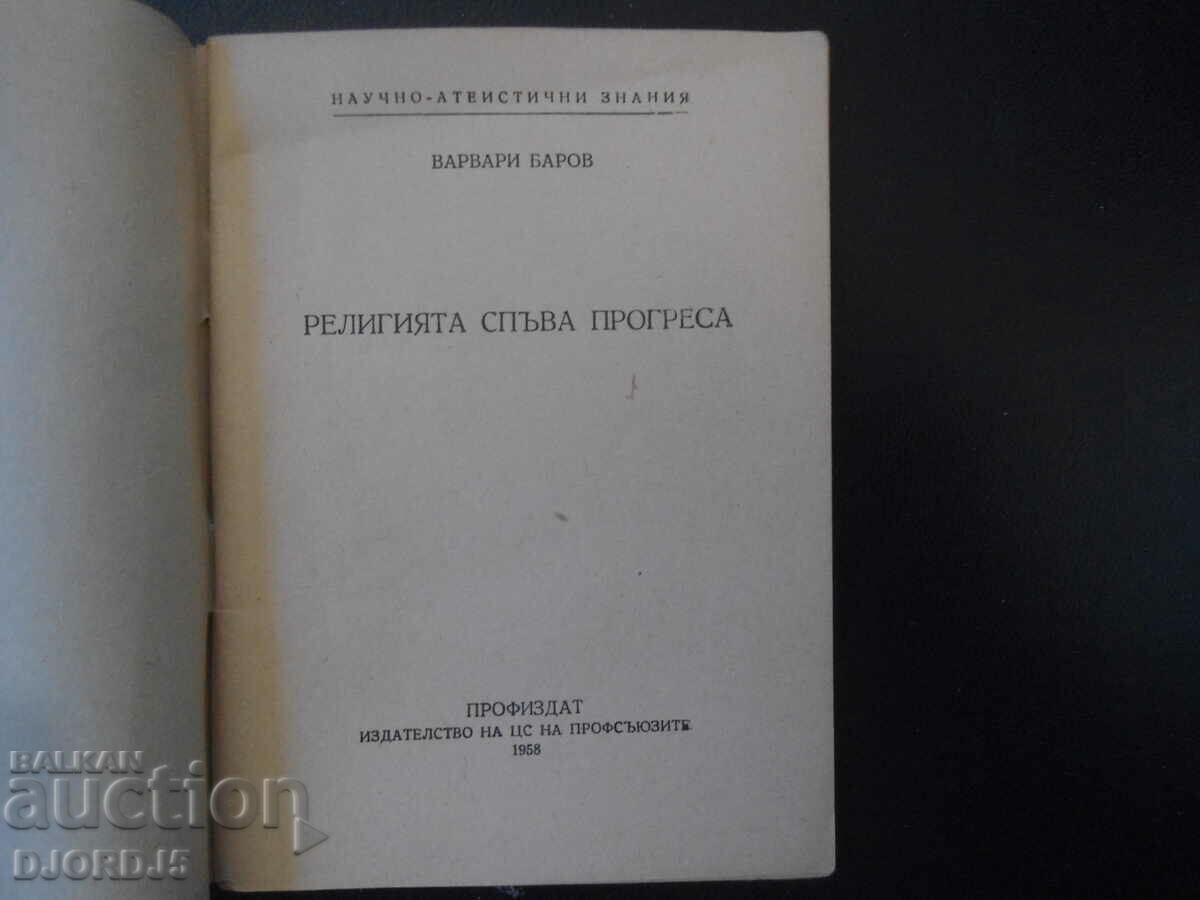 НАУЧНО-АТЕИСТИЧНИ ЗНАНИЯ
ВАРВАРИ БАРОВ
РЕЛИГИЯТА СПЪВА ПРОГРЕСА
ПРОФИЗДАТ
ИЗДАТЕЛСТВО НА ЦС НА ПРОФСЪЮЗИТЕ
1958
BALKAN
auction
DJORDJ5